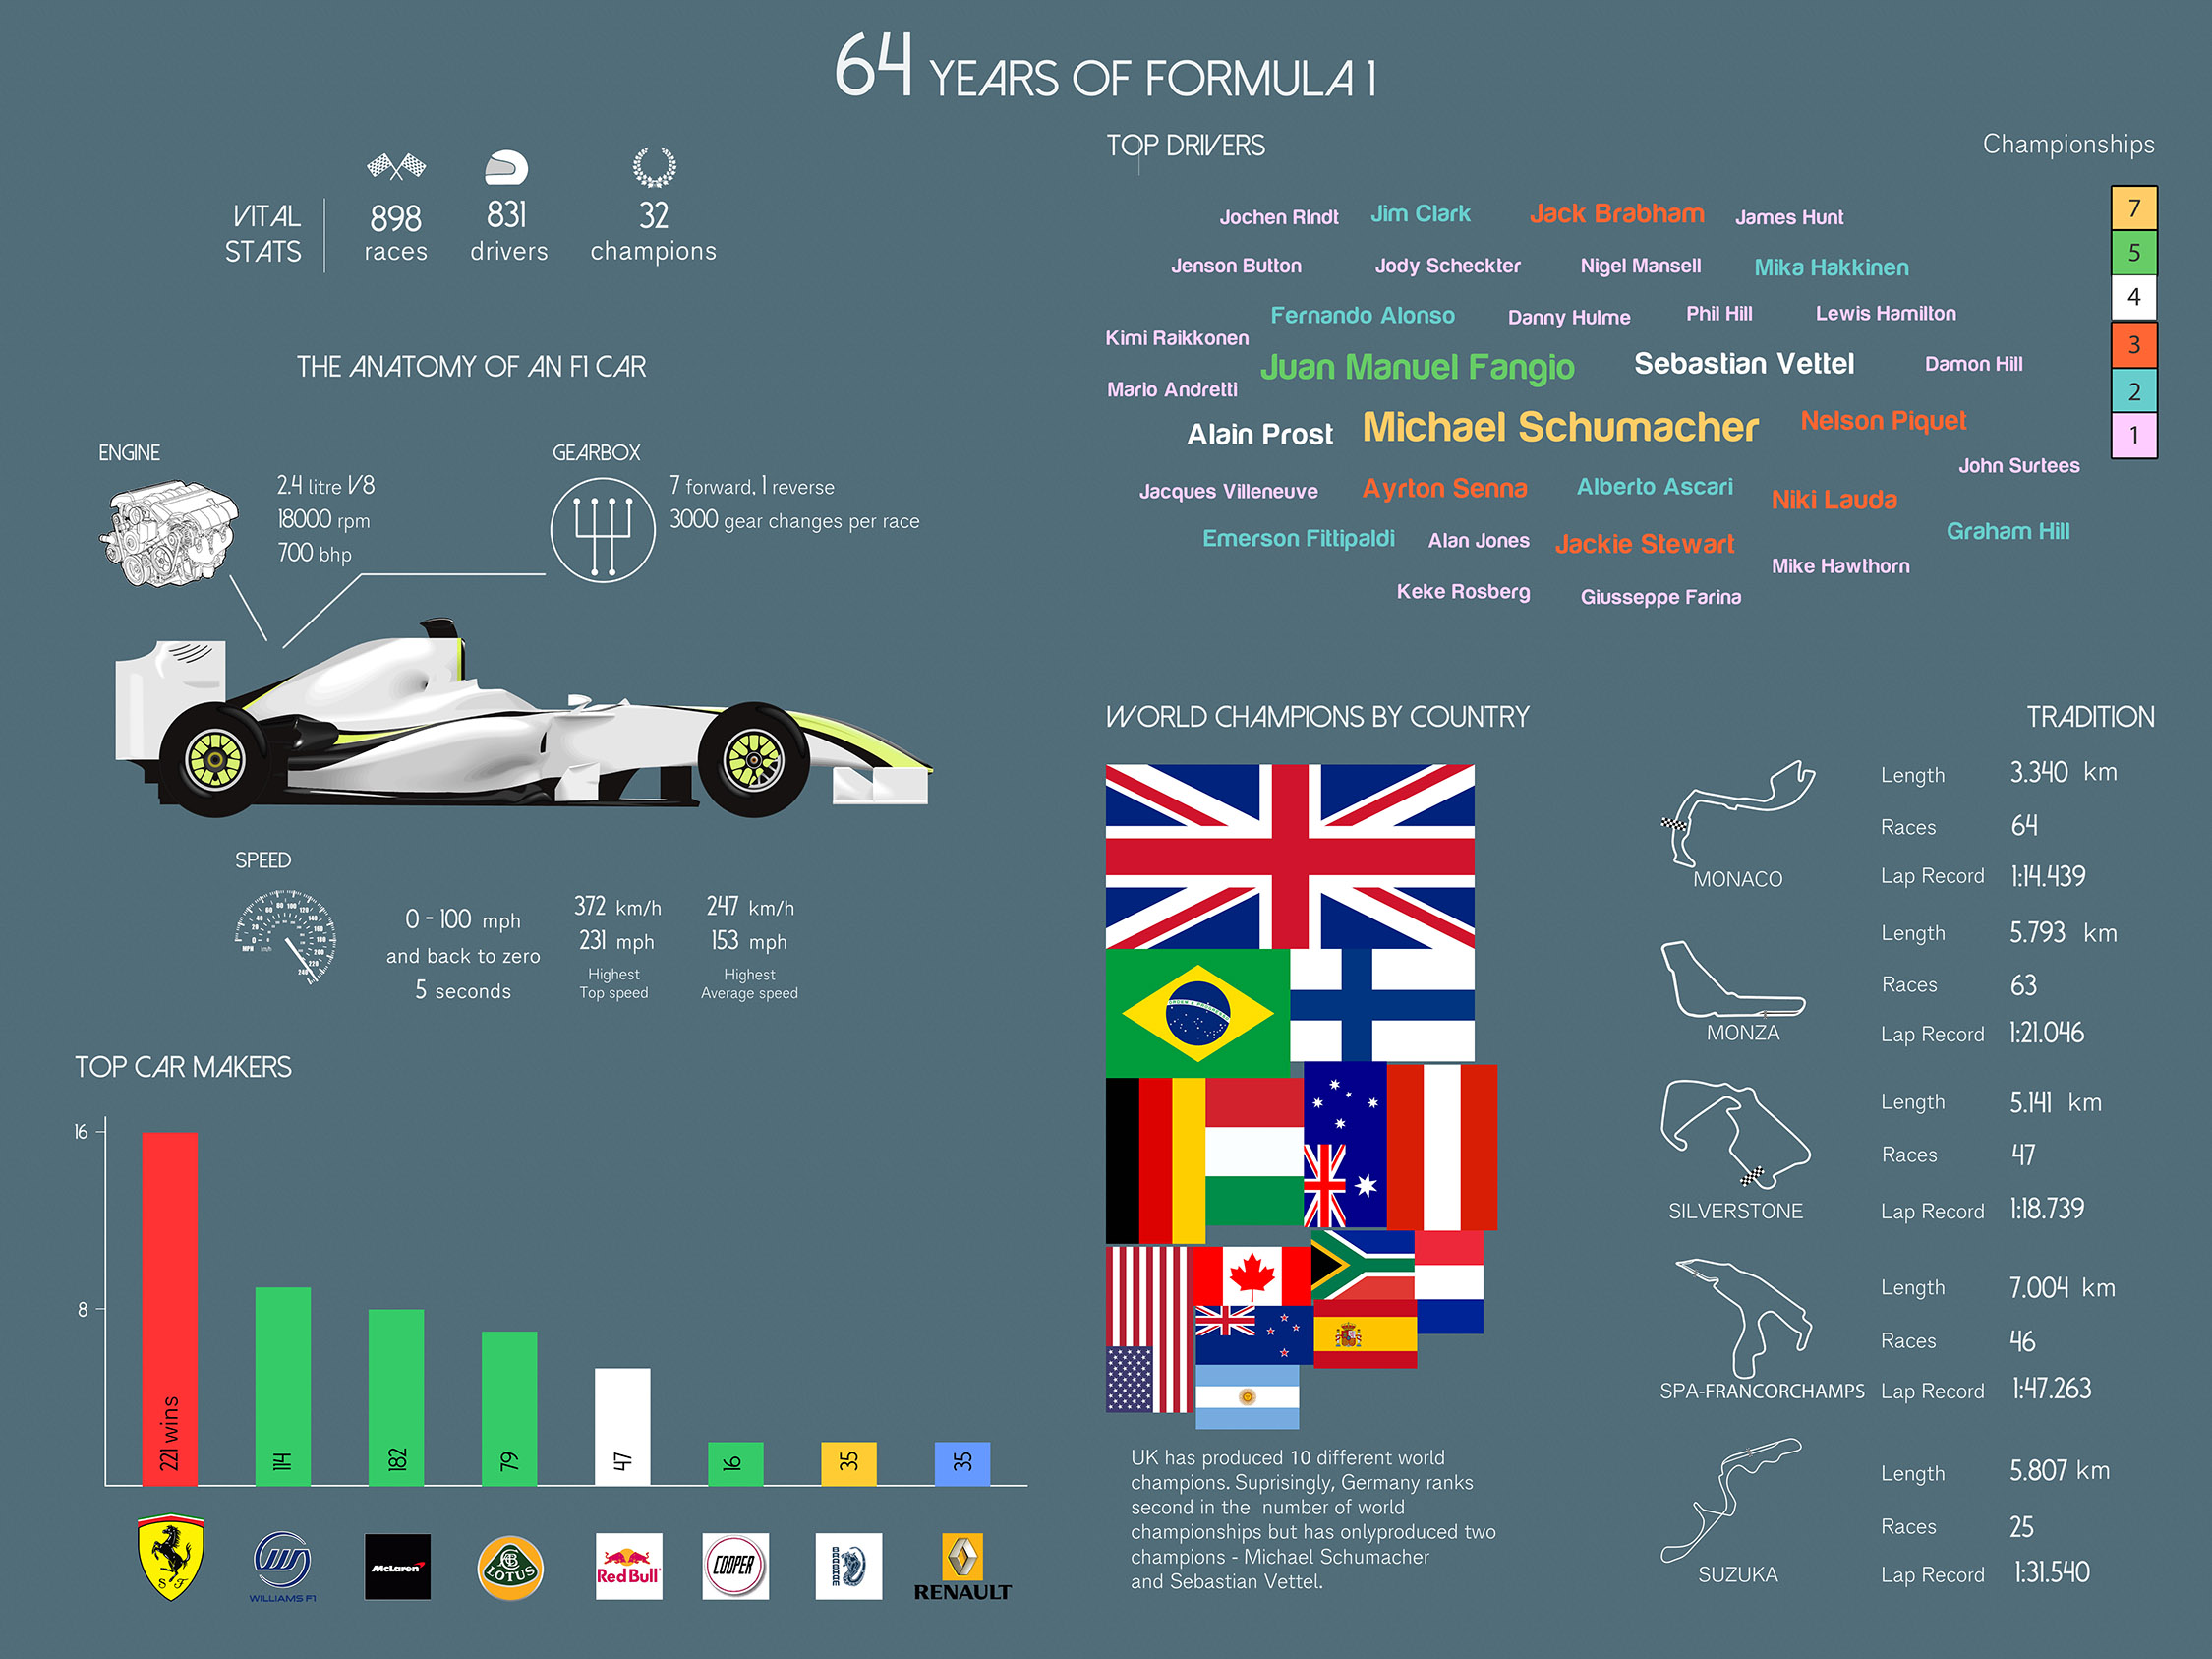 64 YEARS OF FORMULA 1
VITAL
STATS
898
races
831
drivers
32
champions
THE ANATOMY OF AN F1 CAR
ENGINE
2.4 litre V8
18000 rpm
700 bhp
GEARBOX
7 forward, 1 reverse
3000 gear changes per race
SPEED
0 - 100 mph
and back to zero
5 seconds
372 km/h
231 mph
Highest
Top speed
247 km/h
153 mph
Highest
Average speed
TOP CAR MAKERS
16
8
221 wins
114
182
79
47
16
35
35
S F
WILLIAMS F1
McLaren
LOTUS
Red Bull
COOPER
BRABHAM
RENAULT
TOP DRIVERS
Championships
7
5
4
3
2
1
Jochen RIndt
Jim Clark
Jack Brabham
James Hunt
Jenson Button
Jody Scheckter
Nigel Mansell
Mika Hakkinen
Fernando Alonso
Danny Hulme
Phil Hill
Lewis Hamilton
Kimi Raikkonen
Juan Manuel Fangio
Sebastian Vettel
Damon Hill
Mario Andretti
Alain Prost
Michael Schumacher
Nelson Piquet
John Surtees
Jacques Villeneuve
Ayrton Senna
Alberto Ascari
Niki Lauda
Emerson Fittipaldi
Alan Jones
Jackie Stewart
Graham Hill
Mike Hawthorn
Keke Rosberg
Giusseppe Farina
WORLD CHAMPIONS BY COUNTRY
UK has produced 10 different world
champions. Suprisingly, Germany ranks
second in the number of world
championships but has onlyproduced two
champions - Michael Schumacher
and Sebastian Vettel.
TRADITION
MONACO
Length 3.340 km
Races 64
Lap Record 1:14.439
MONZA
Length 5.793 km
Races 63
Lap Record 1:21.046
SILVERSTONE
Length 5.141 km
Races 47
Lap Record 1:18.739
SPA-FRANCORCHAMPS
Length 7.004 km
Races 46
Lap Record 1:47.263
SUZUKA
Length 5.807 km
Races 25
Lap Record 1:31.540